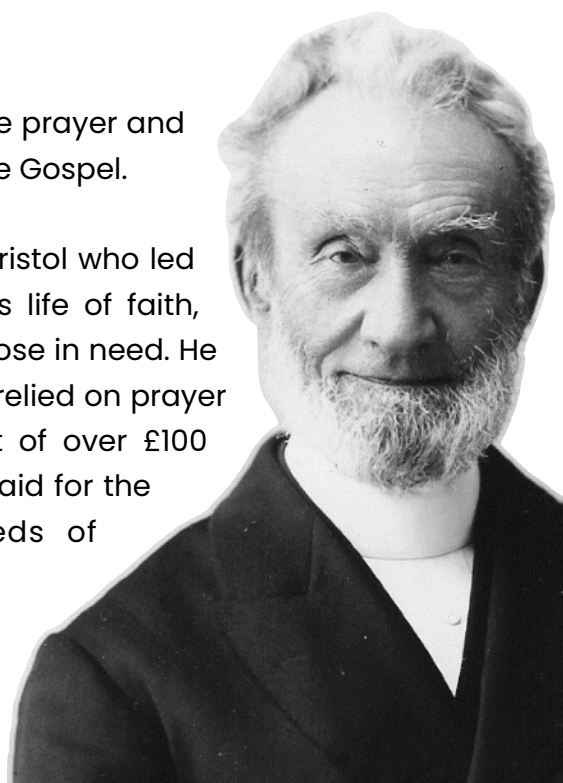 e prayer and
e Gospel.
ristol who led
s life of faith,
ose in need. He
relied on prayer
t of over £100
aid for the
eds of